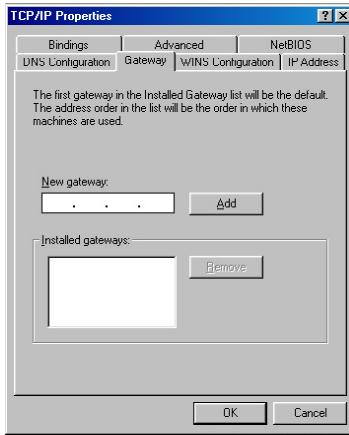 TCP/IP Properties
Bindings Advanced NetBIOS
DNS Configuration Gateway WINS Configuration IP Address
The first gateway in the Installed Gateway list will be the default.
The address order in the list will be the order in which these
machines are used.
New gateway:
. . . Add
Installed gateways:
Remove
OK Cancel